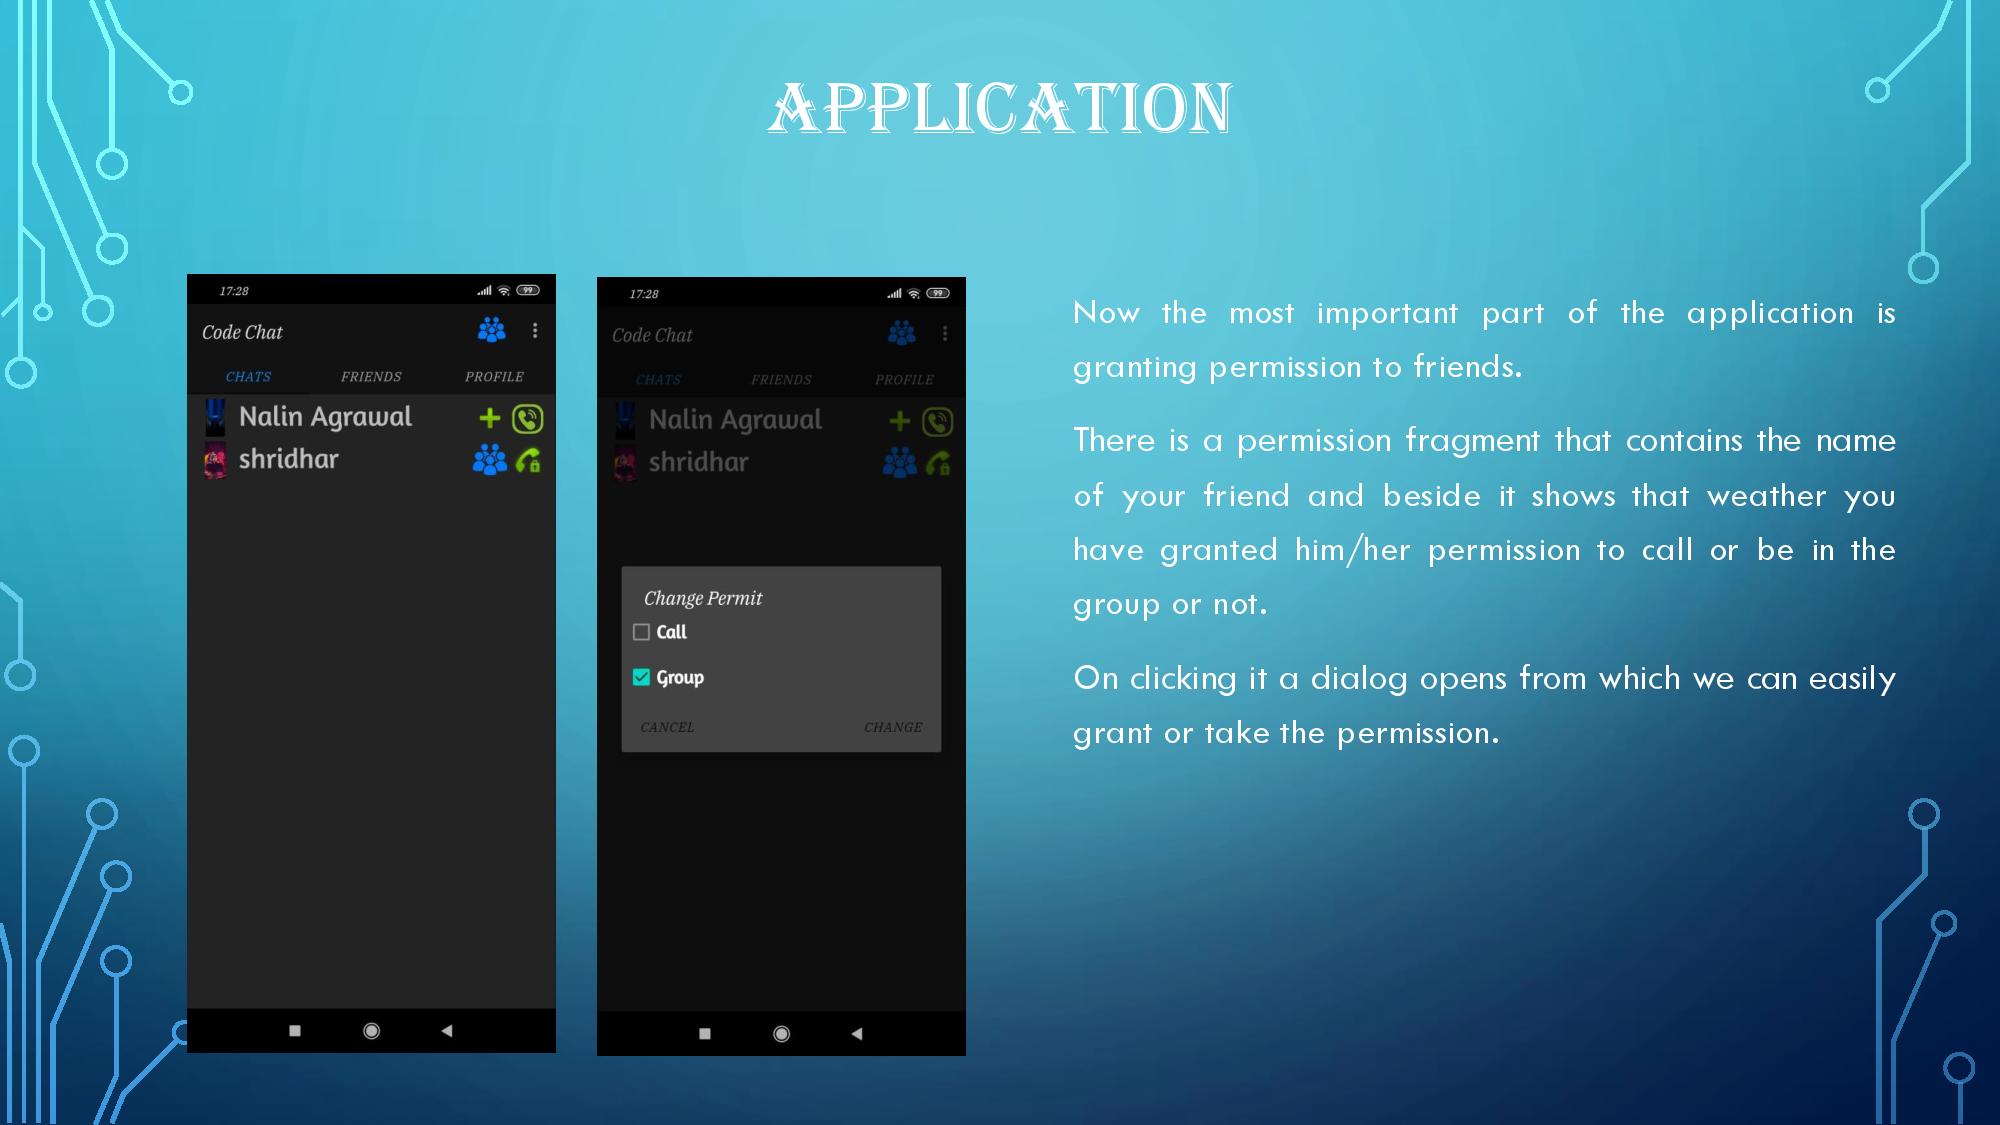 APPLICATION
17:28
99
Code Chat
CHATS FRIENDS PROFILE
Nalin Agrawal
shridhar
17:28
99
Code Chat
CHATS FRIENDS PROFILE
Nalin Agrawal
shridhar
Change Permit
Call
Group
CANCEL CHANGE
Now the most important part of the application is
granting permission to friends.
There is a permission fragment that contains the name
of your friend and beside it shows that weather you
have granted him/her permission to call or be in the
group or not.
On clicking it a dialog opens from which we can easily
grant or take the permission.